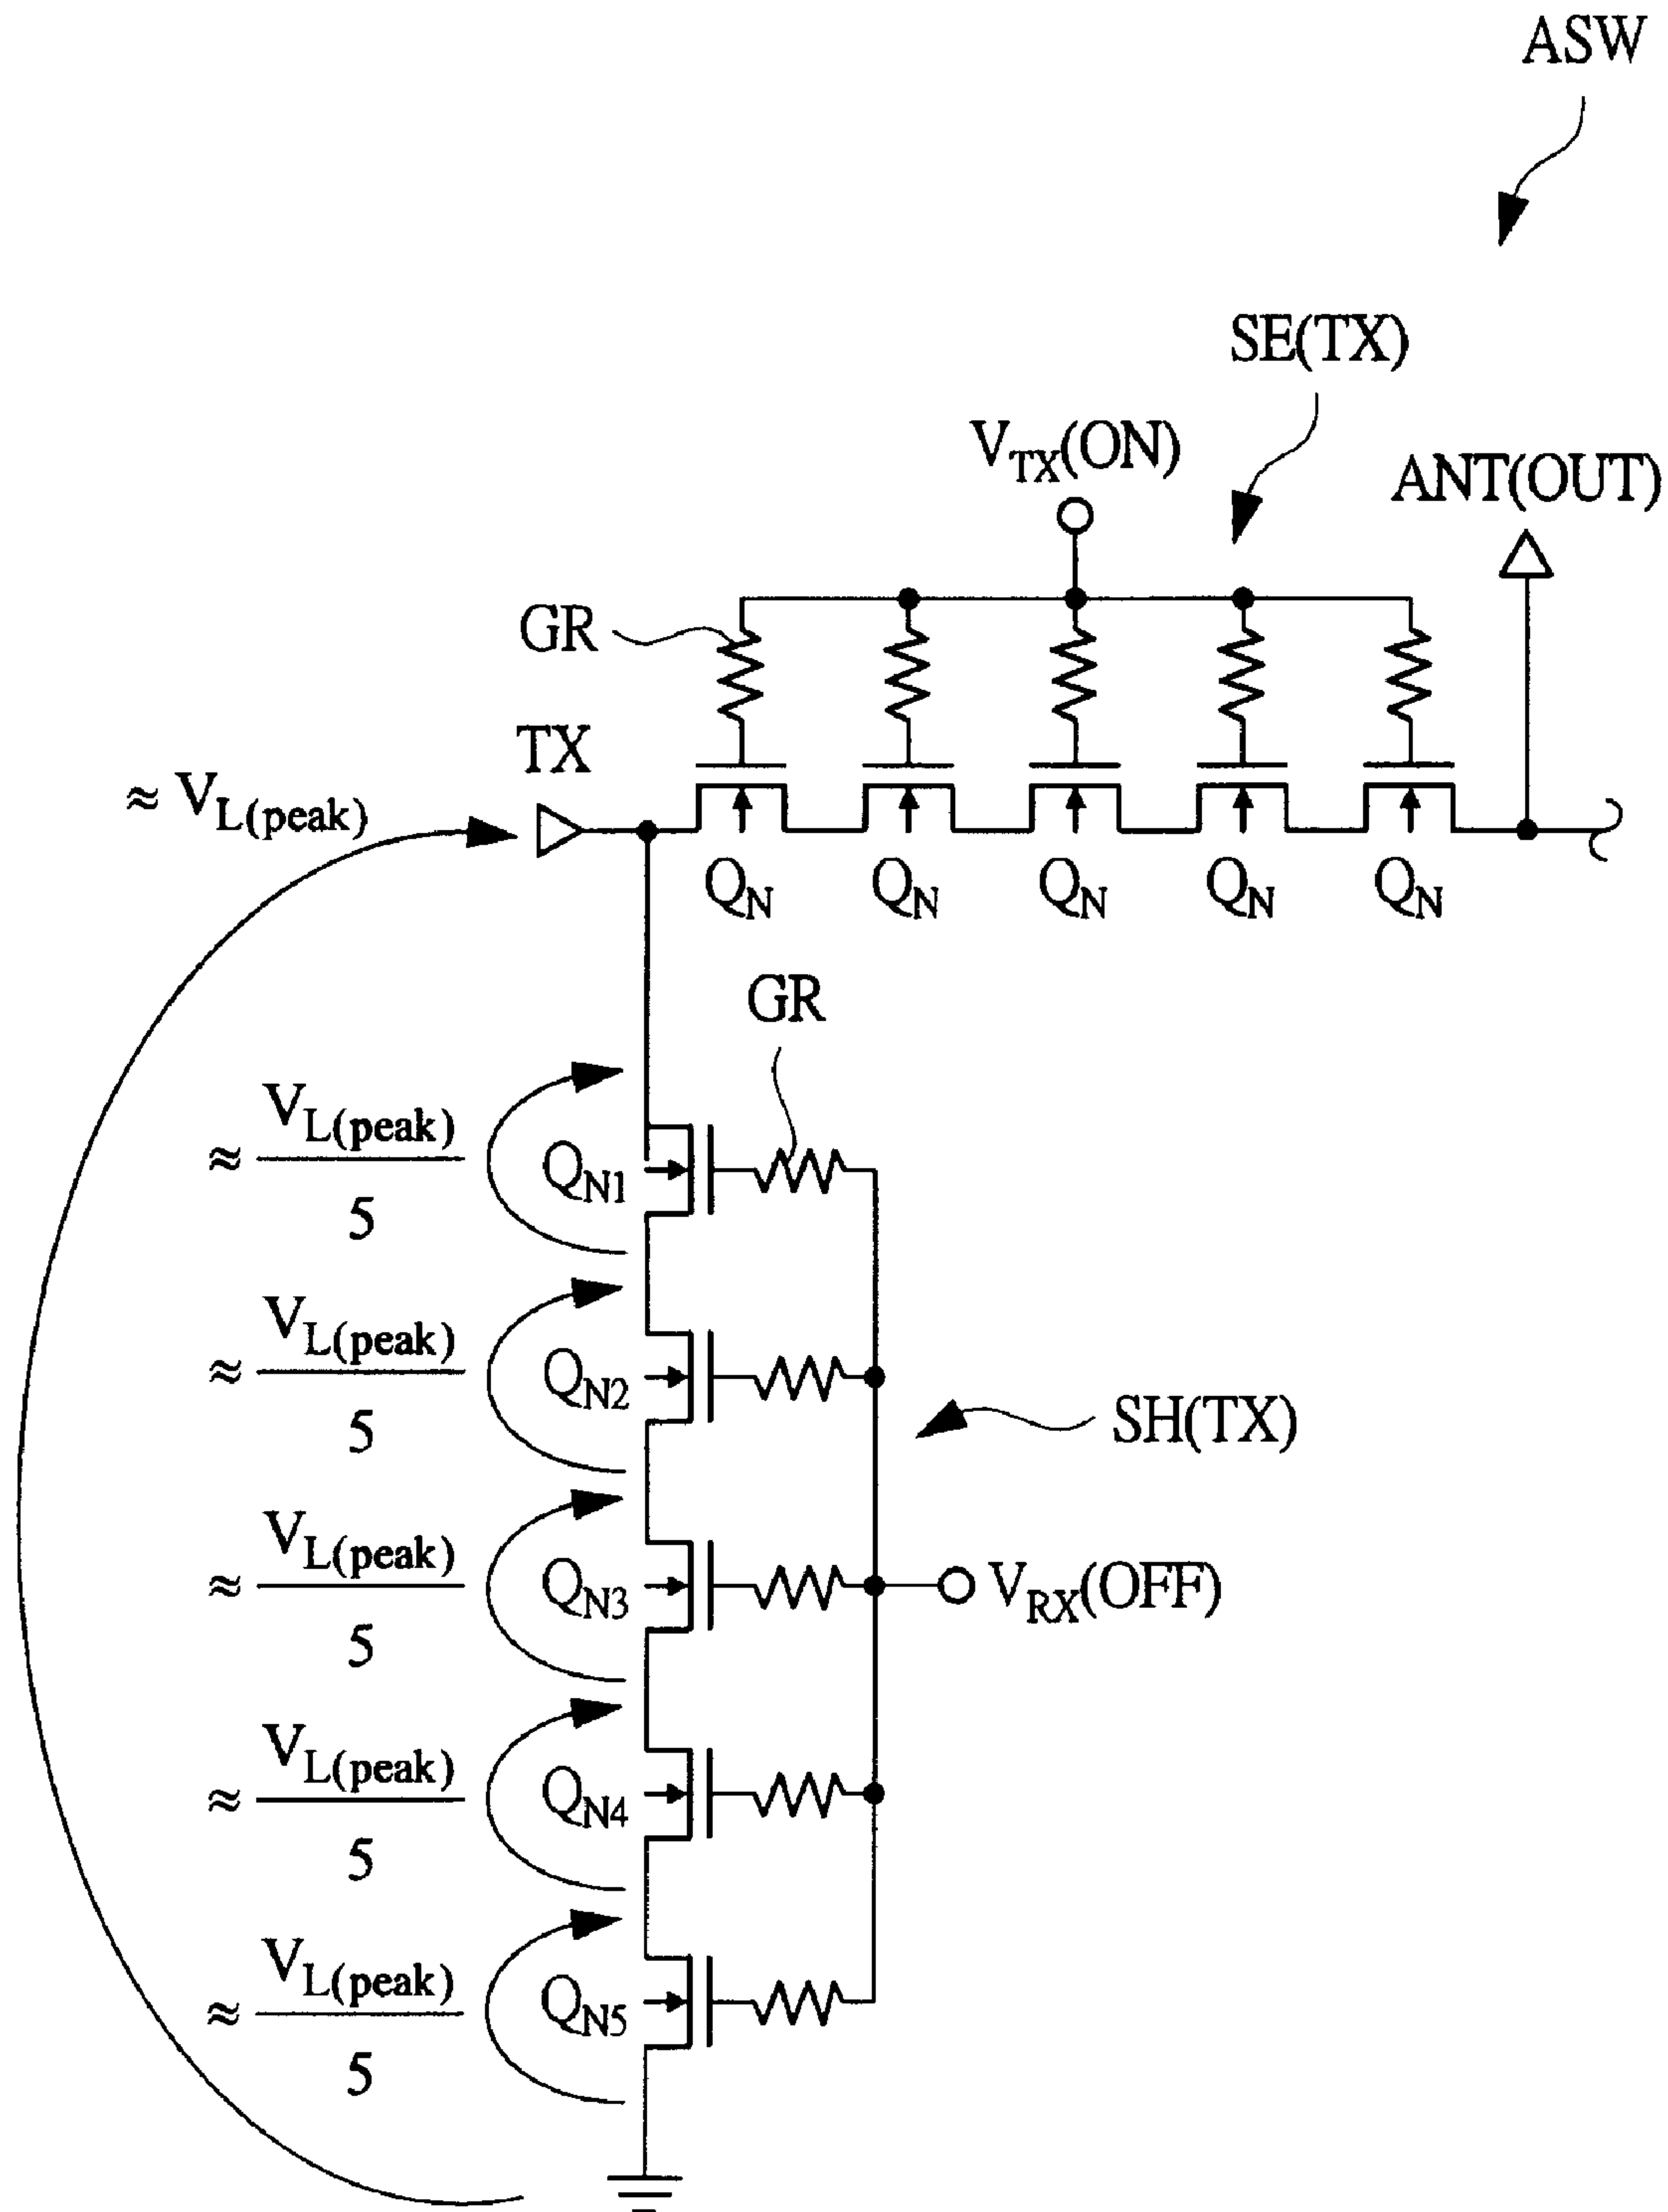 ASW
SE(TX)
V_TX(ON)
ANT(OUT)
GR
TX
≈ V_L(peak)
Q_N Q_N Q_N Q_N Q_N
GR
≈ V_L(peak) / 5
Q_N1
≈ V_L(peak) / 5
Q_N2
SH(TX)
≈ V_L(peak) / 5
Q_N3
V_RX(OFF)
≈ V_L(peak) / 5
Q_N4
≈ V_L(peak) / 5
Q_N5